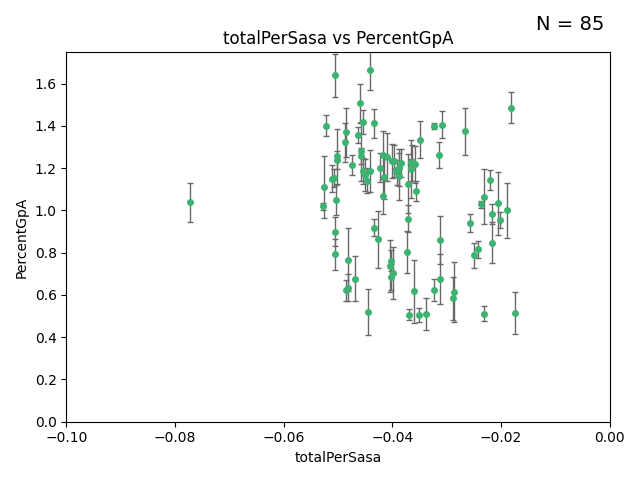 N = 85
totalPerSasa vs PercentGpA
PercentGpA
1.6
1.4
1.2
1.0
0.8
0.6
0.4
0.2
0.0
−0.10 −0.08 −0.06 −0.04 −0.02 0.00
totalPerSasa